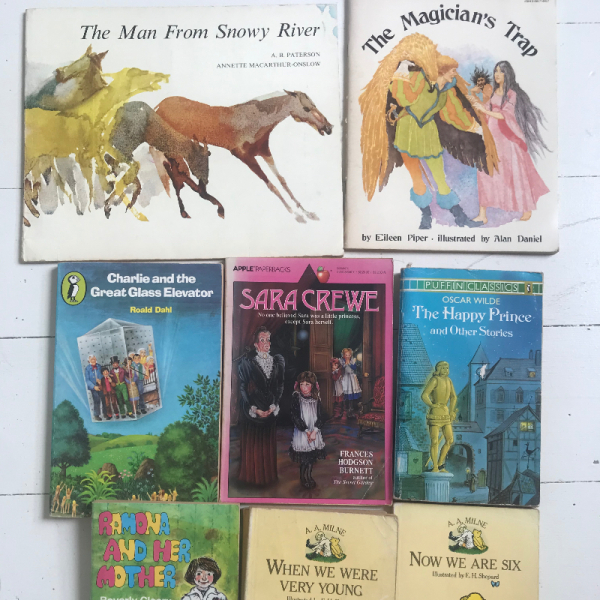 The Man From Snowy River
A. B. PATERSON
ANNETTE MACARTHUR-ONSLOW
The Magician's Trap
by Eileen Piper · illustrated by Alan Daniel
Charlie and the
Great Glass Elevator
Roald Dahl
APPLE PAPERBACKS
SARA CREWE
No one believed Sara was a little princess,
except Sara herself.
FRANCES
HODGSON
BURNETT
author of
The Secret Garden
PUFFIN CLASSICS
OSCAR WILDE
The Happy Prince
and Other Stories
RAMONA
AND HER
MOTHER
Beverly Cleary
A. A. MILNE
WHEN WE WERE
VERY YOUNG
Illustrated by
A. A. MILNE
NOW WE ARE SIX
Illustrated by E. H. Shepard